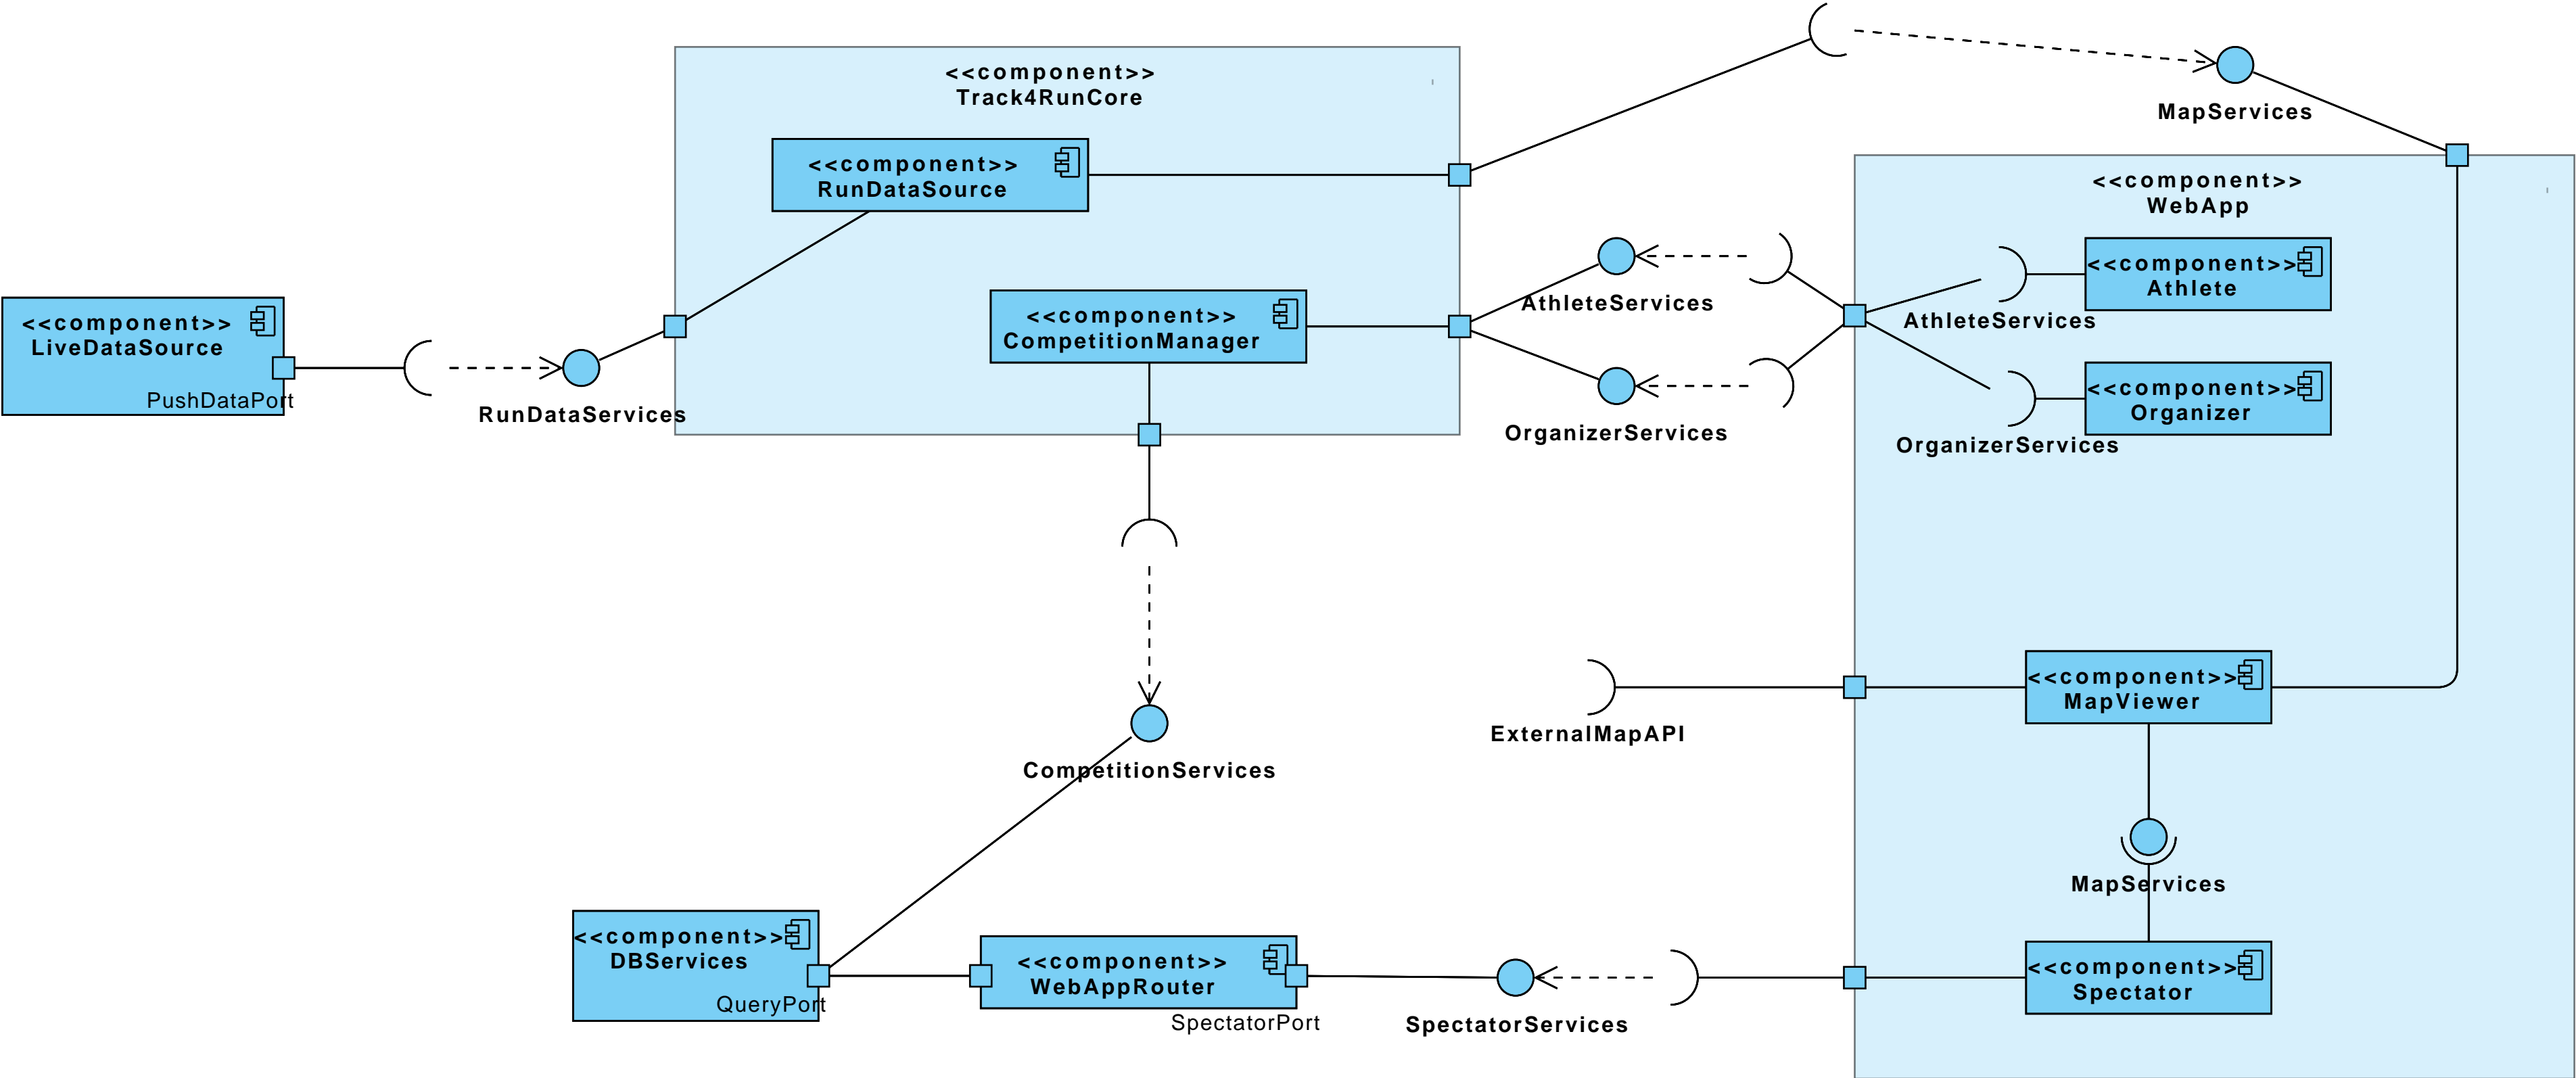 <<component>>
Track4RunCore
<<component>>
RunDataSource
MapServices
<<component>>
WebApp
<<component>>
Athlete
AthleteServices
AthleteServices
<<component>>
LiveDataSource
PushDataPort
<<component>>
CompetitionManager
RunDataServices
OrganizerServices
<<component>>
Organizer
OrganizerServices
<<component>>
MapViewer
ExternalMapAPI
CompetitionServices
MapServices
<<component>>
DBServices
QueryPort
<<component>>
WebAppRouter
SpectatorPort
SpectatorServices
<<component>>
Spectator